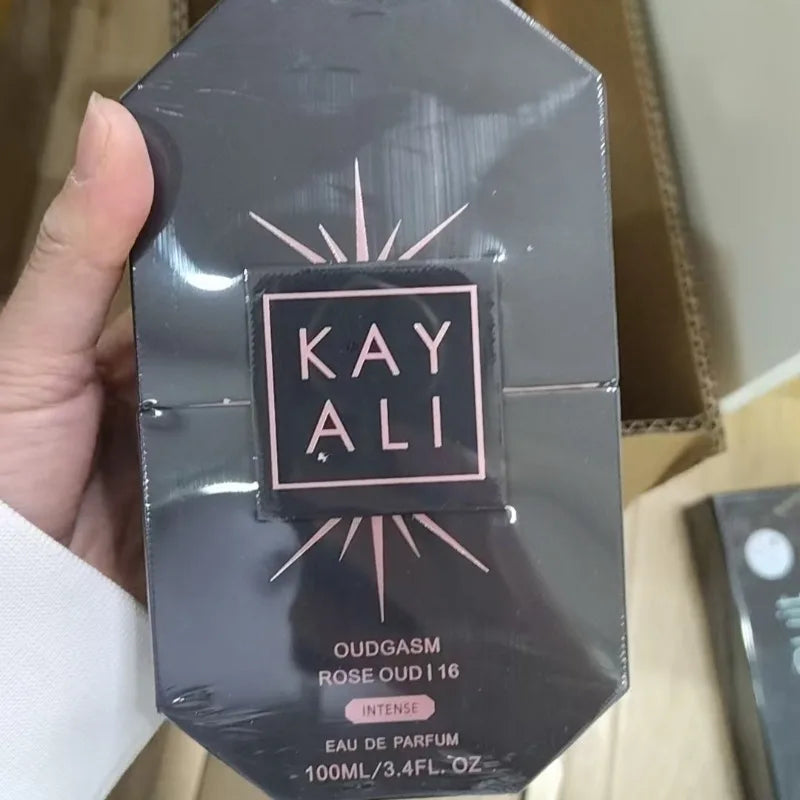 KAY
ALI
OUDGASM
ROSE OUD | 16
INTENSE
EAU DE PARFUM
100ML/3.4FL. OZ